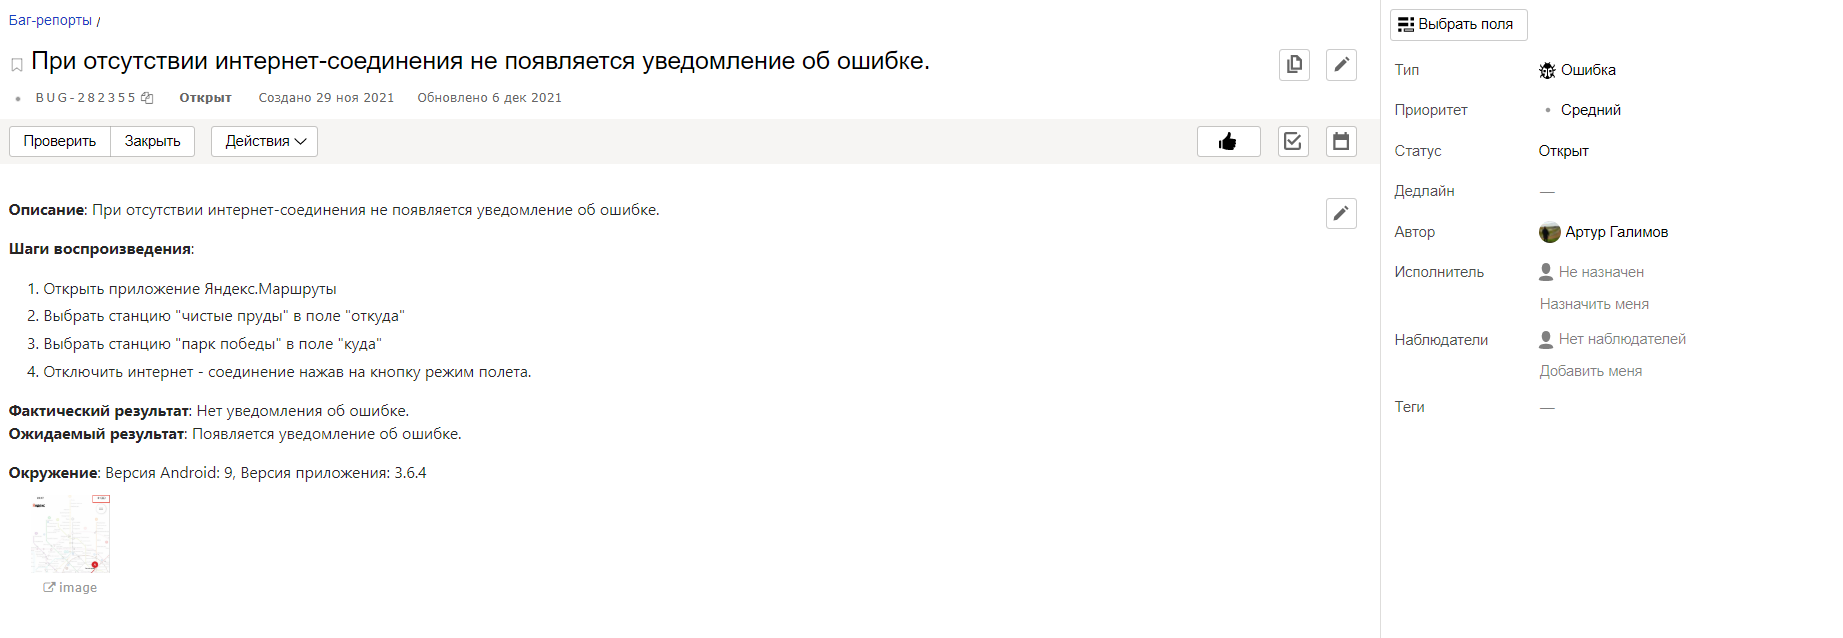 Баг-репорты /
При отсутствии интернет-соединения не появляется уведомление об ошибке.
BUG-282355 Открыт Создано 29 ноя 2021 Обновлено 6 дек 2021
Проверить Закрыть Действия
Описание: При отсутствии интернет-соединения не появляется уведомление об ошибке.
Шаги воспроизведения:
1. Открыть приложение Яндекс.Маршруты
2. Выбрать станцию "чистые пруды" в поле "откуда"
3. Выбрать станцию "парк победы" в поле "куда"
4. Отключить интернет - соединение нажав на кнопку режим полета.
Фактический результат: Нет уведомления об ошибке.
Ожидаемый результат: Появляется уведомление об ошибке.
Окружение: Версия Android: 9, Версия приложения: 3.6.4
image
Выбрать поля
Тип Ошибка
Приоритет Средний
Статус Открыт
Дедлайн —
Автор Артур Галимов
Исполнитель Не назначен
Назначить меня
Наблюдатели Нет наблюдателей
Добавить меня
Теги —